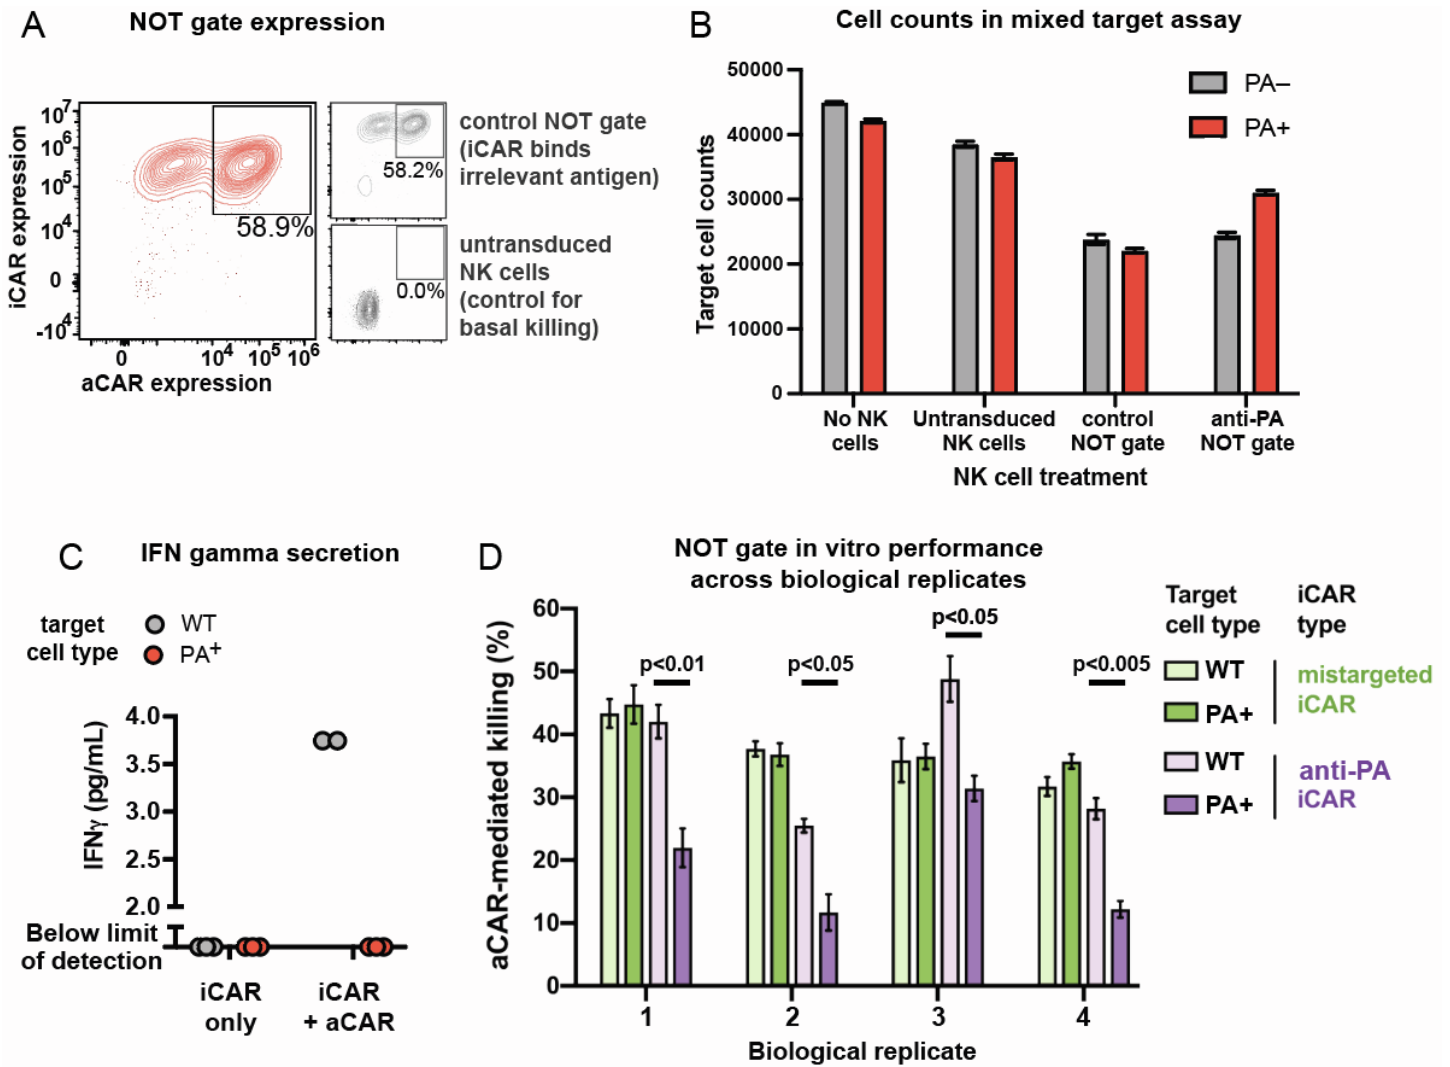 A
NOT gate expression
iCAR expression
10^7
10^6
10^5
10^4
0
-10^4
58.9%
0 10^4 10^5 10^6
aCAR expression
58.2%
control NOT gate
(iCAR binds
irrelevant antigen)
0.0%
untransduced
NK cells
(control for
basal killing)
B
Cell counts in mixed target assay
PA–
PA+
Target cell counts
50000
40000
30000
20000
10000
0
No NK
cells
Untransduced
NK cells
control
NOT gate
anti-PA
NOT gate
NK cell treatment
C
IFN gamma secretion
target
cell type
WT
PA+
IFNγ (pg/mL)
4.0
3.5
3.0
2.5
2.0
Below limit
of detection
iCAR
only
iCAR
+ aCAR
D
NOT gate in vitro performance
across biological replicates
aCAR-mediated killing (%)
60
50
40
30
20
10
0
p<0.01
p<0.05
p<0.05
p<0.005
1 2 3 4
Biological replicate
Target
cell type
iCAR
type
WT
PA+
mistargeted
iCAR
WT
PA+
anti-PA
iCAR